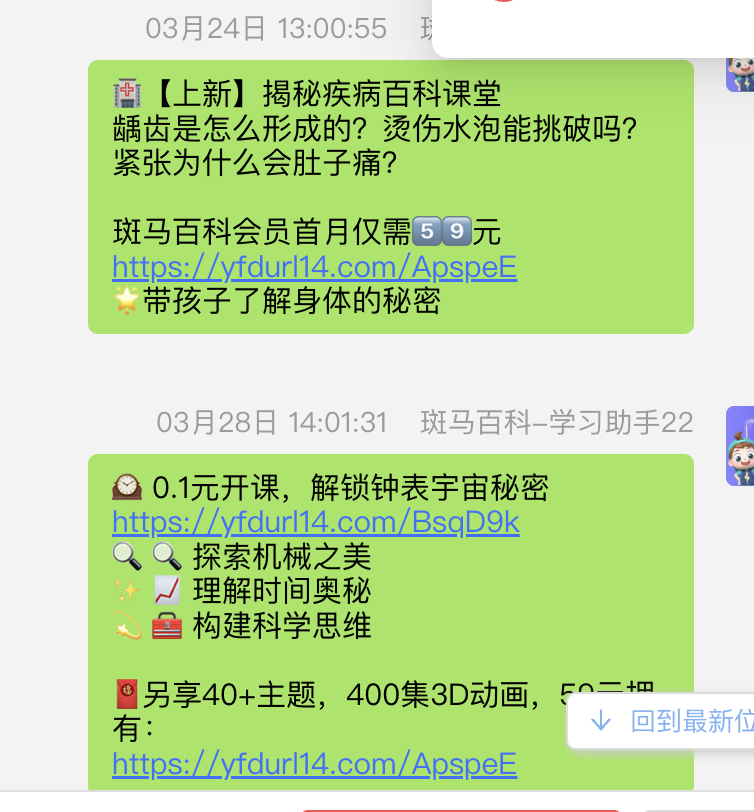 03月24日 13:00:55
🏥【上新】揭秘疾病百科课堂
龋齿是怎么形成的？烫伤水泡能挑破吗？
紧张为什么会肚子痛？
斑马百科会员首月仅需5️⃣9️⃣元
https://yfdurl14.com/ApspeE
🌟带孩子了解身体的秘密
03月28日 14:01:31 斑马百科-学习助手22
🕰️ 0.1元开课，解锁钟表宇宙秘密
https://yfdurl14.com/BsqD9k
🔍 🔍 探索机械之美
✨ 📈 理解时间奥秘
💫 🧰 构建科学思维
🧧另享40+主题，400集3D动画，59元拥
有：
https://yfdurl14.com/ApspeE
回到最新位